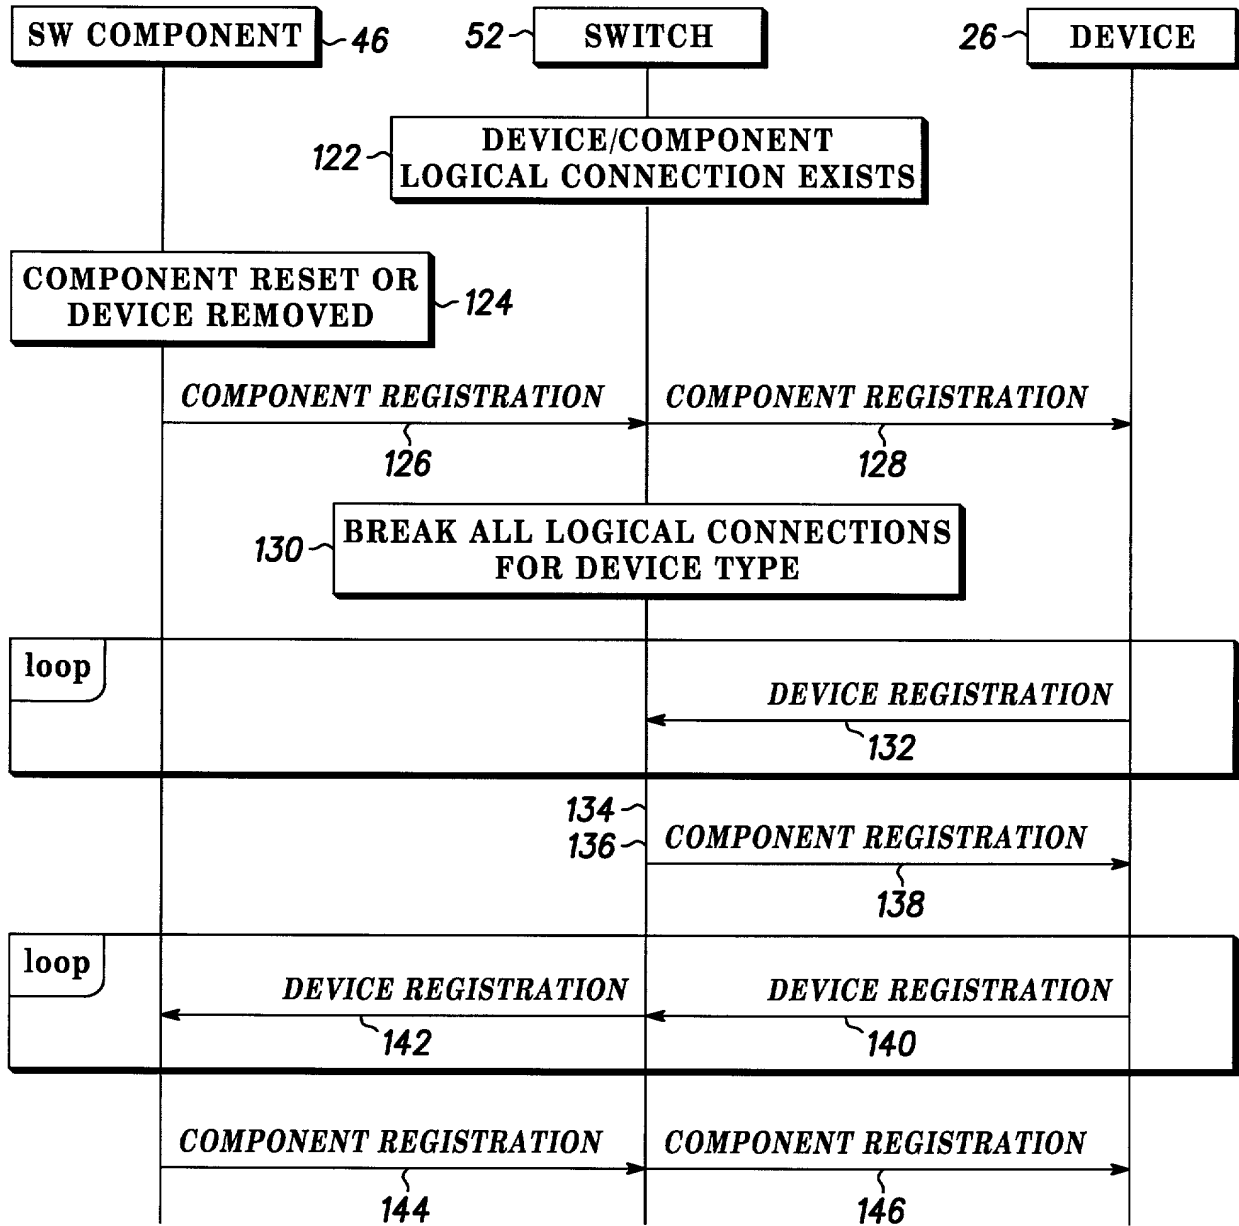 SW COMPONENT
46
52
SWITCH
26
DEVICE
122
DEVICE/COMPONENT
LOGICAL CONNECTION EXISTS
COMPONENT RESET OR
DEVICE REMOVED
124
COMPONENT REGISTRATION
COMPONENT REGISTRATION
126
128
130
BREAK ALL LOGICAL CONNECTIONS
FOR DEVICE TYPE
loop
DEVICE REGISTRATION
132
134
136
COMPONENT REGISTRATION
138
loop
DEVICE REGISTRATION
DEVICE REGISTRATION
142
140
COMPONENT REGISTRATION
COMPONENT REGISTRATION
144
146